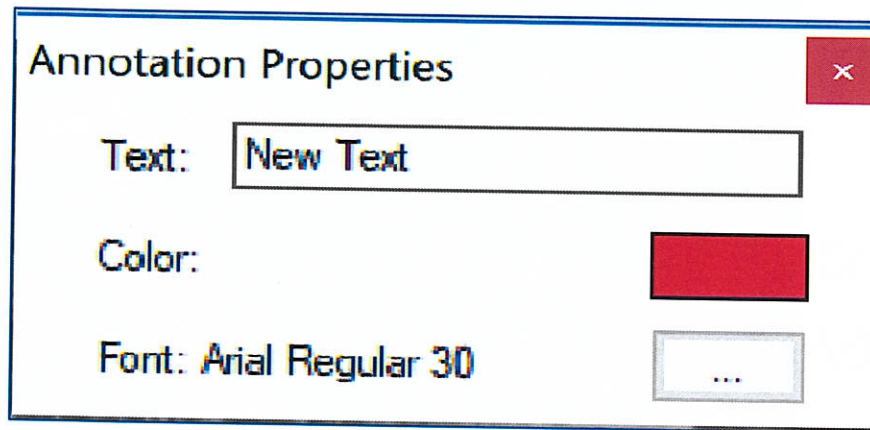 Annotation Properties
Text: New Text
Color:
Font: Arial Regular 30
...